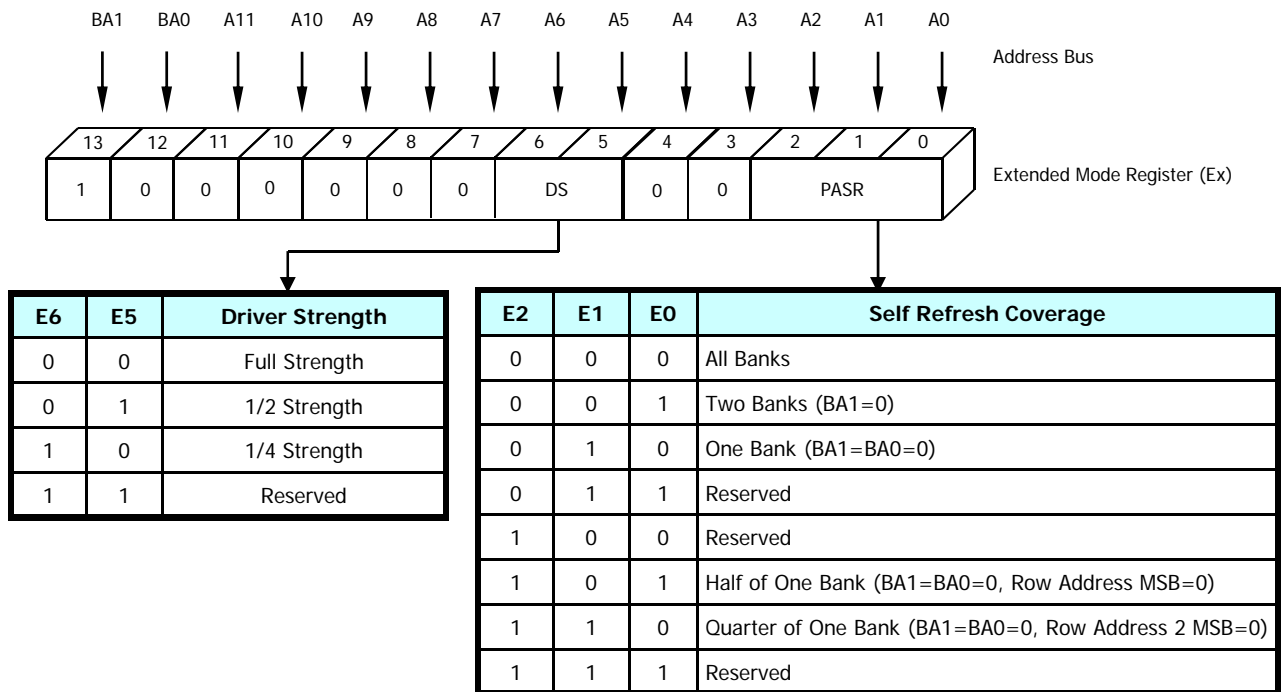 BA1 BA0 A11 A10 A9 A8 A7 A6 A5 A4 A3 A2 A1 A0
Address Bus
13 12 11 10 9 8 7 6 5 4 3 2 1 0
1 0 0 0 0 0 0 DS 0 0 PASR
Extended Mode Register (Ex)
E6 E5 Driver Strength
0 0 Full Strength
0 1 1/2 Strength
1 0 1/4 Strength
1 1 Reserved
E2 E1 E0 Self Refresh Coverage
0 0 0 All Banks
0 0 1 Two Banks (BA1=0)
0 1 0 One Bank (BA1=BA0=0)
0 1 1 Reserved
1 0 0 Reserved
1 0 1 Half of One Bank (BA1=BA0=0, Row Address MSB=0)
1 1 0 Quarter of One Bank (BA1=BA0=0, Row Address 2 MSB=0)
1 1 1 Reserved